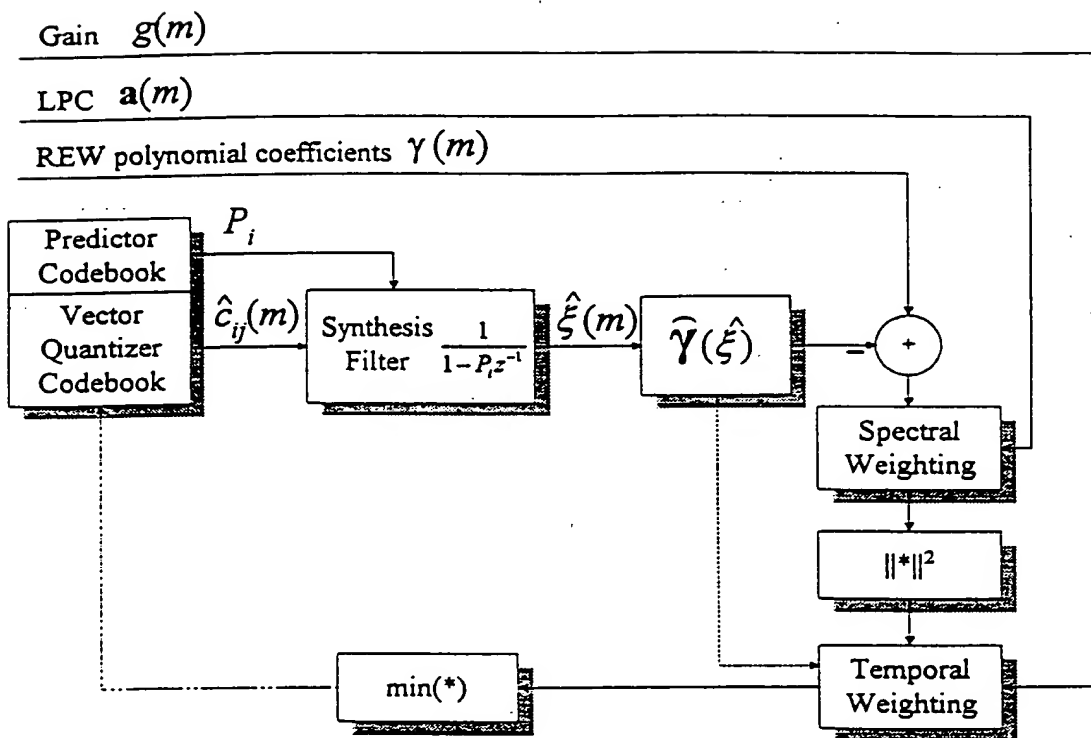 Gain g(m)
LPC a(m)
REW polynomial coefficients γ(m)
Predictor
Codebook
P_i
Vector
Quantizer
Codebook
ĉ_ij(m)
Synthesis
Filter
1
1-P_i z^-1
ξ̂(m)
γ̂(ξ̂)
−
+
Spectral
Weighting
||*||²
Temporal
Weighting
min(*)